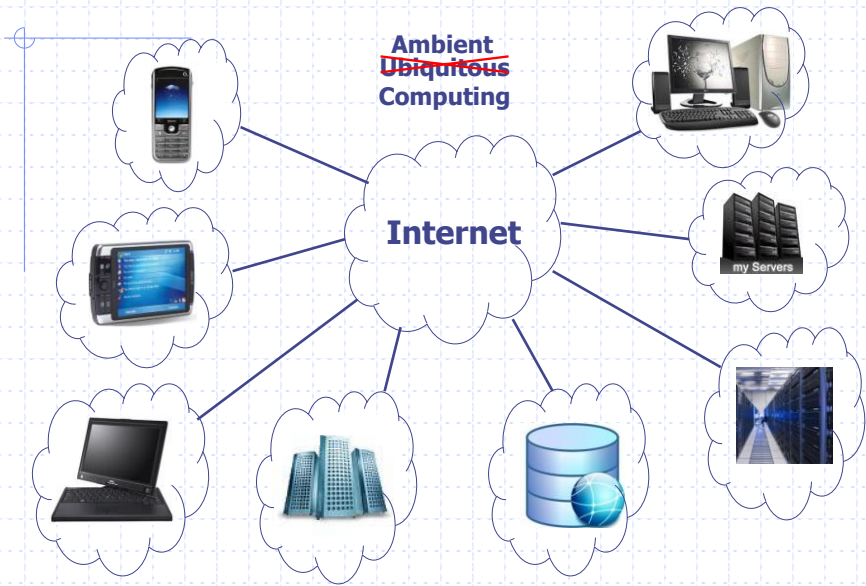 Ambient
Ubiquitous
Computing
Internet
my Servers